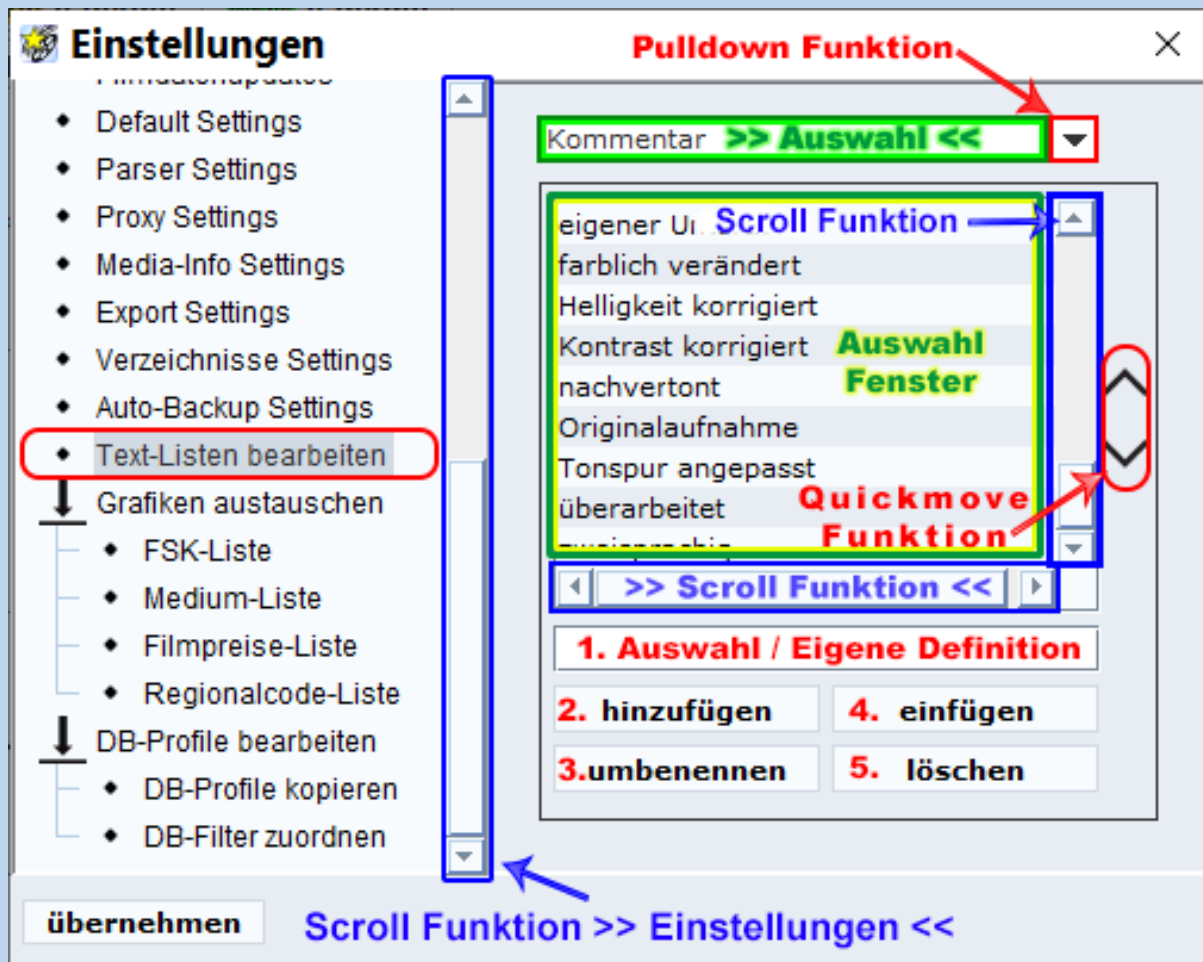 Einstellungen
Pulldown Funktion
Default Settings
Parser Settings
Proxy Settings
Media-Info Settings
Export Settings
Verzeichnisse Settings
Auto-Backup Settings
Text-Listen bearbeiten
Grafiken austauschen
FSK-Liste
Medium-Liste
Filmpreise-Liste
Regionalcode-Liste
DB-Profile bearbeiten
DB-Profile kopieren
DB-Filter zuordnen
Kommentar >> Auswahl <<
eigener
Scroll Funktion
farblich verändert
Helligkeit korrigiert
Kontrast korrigiert
nachvertont
Originalaufnahme
Tonspur angepasst
überarbeitet
Auswahl
Fenster
Quickmove
Funktion
>> Scroll Funktion <<
1. Auswahl / Eigene Definition
2. hinzufügen
4. einfügen
3.umbenennen
5. löschen
übernehmen
Scroll Funktion >> Einstellungen <<